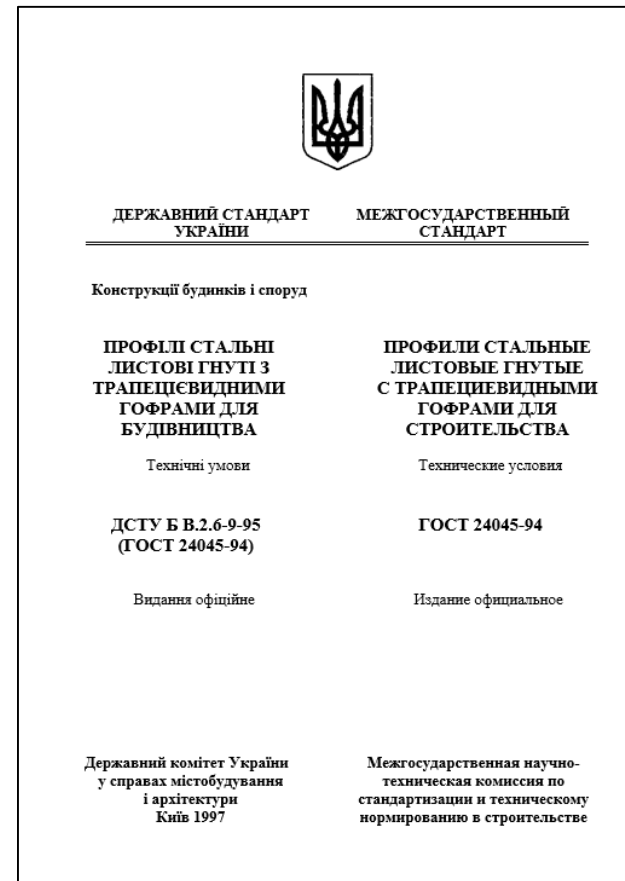 ДЕРЖАВНИЙ СТАНДАРТ
УКРАЇНИ
МЕЖГОСУДАРСТВЕННЫЙ
СТАНДАРТ
Конструкції будинків і споруд
ПРОФІЛІ СТАЛЬНІ
ЛИСТОВІ ГНУТІ З
ТРАПЕЦІЄВИДНИМИ
ГОФРАМИ ДЛЯ
БУДІВНИЦТВА
ПРОФИЛИ СТАЛЬНЫЕ
ЛИСТОВЫЕ ГНУТЫЕ
С ТРАПЕЦИЕВИДНЫМИ
ГОФРАМИ ДЛЯ
СТРОИТЕЛЬСТВА
Технічні умови
Технические условия
ДСТУ Б В.2.6-9-95
(ГОСТ 24045-94)
ГОСТ 24045-94
Видання офіційне
Издание официальное
Державний комітет України
у справах містобудування
і архітектури
Київ 1997
Межгосударственная научно-
техническая комиссия по
стандартизации и техническому
нормированию в строительстве